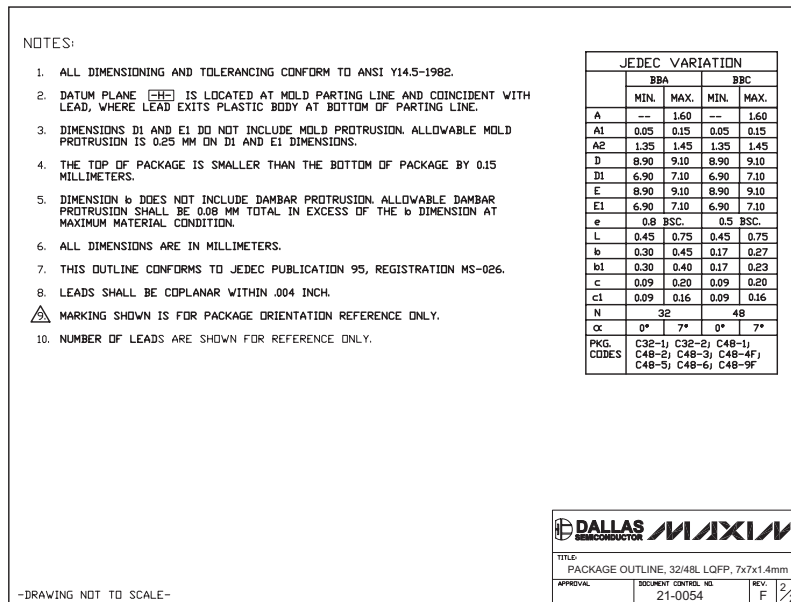 NOTES:
1. ALL DIMENSIONING AND TOLERANCING CONFORM TO ANSI Y14.5-1982.
2. DATUM PLANE -H- IS LOCATED AT MOLD PARTING LINE AND COINCIDENT WITH
LEAD, WHERE LEAD EXITS PLASTIC BODY AT BOTTOM OF PARTING LINE.
3. DIMENSIONS D1 AND E1 DO NOT INCLUDE MOLD PROTRUSION. ALLOWABLE MOLD
PROTRUSION IS 0.25 MM ON D1 AND E1 DIMENSIONS.
4. THE TOP OF PACKAGE IS SMALLER THAN THE BOTTOM OF PACKAGE BY 0.15
MILLIMETERS.
5. DIMENSION b DOES NOT INCLUDE DAMBAR PROTRUSION. ALLOWABLE DAMBAR
PROTRUSION SHALL BE 0.08 MM TOTAL IN EXCESS OF THE b DIMENSION AT
MAXIMUM MATERIAL CONDITION.
6. ALL DIMENSIONS ARE IN MILLIMETERS.
7. THIS OUTLINE CONFORMS TO JEDEC PUBLICATION 95, REGISTRATION MS-026.
8. LEADS SHALL BE COPLANAR WITHIN .004 INCH.
9. MARKING SHOWN IS FOR PACKAGE ORIENTATION REFERENCE ONLY.
10. NUMBER OF LEADS ARE SHOWN FOR REFERENCE ONLY.
JEDEC VARIATION
BBA BBC
MIN. MAX. MIN. MAX.
A -- 1.60 -- 1.60
A1 0.05 0.15 0.05 0.15
A2 1.35 1.45 1.35 1.45
D 8.90 9.10 8.90 9.10
D1 6.90 7.10 6.90 7.10
E 8.90 9.10 8.90 9.10
E1 6.90 7.10 6.90 7.10
e 0.8 BSC. 0.5 BSC.
L 0.45 0.75 0.45 0.75
b 0.30 0.45 0.17 0.27
b1 0.30 0.40 0.17 0.23
c 0.09 0.20 0.09 0.20
c1 0.09 0.16 0.09 0.16
N 32 48
α 0° 7° 0° 7°
PKG. CODES C32-1; C32-2; C48-1;
C48-2; C48-3; C48-4F;
C48-5; C48-6; C48-9F
DALLAS SEMICONDUCTOR MAXIM
TITLE:
PACKAGE OUTLINE, 32/48L LQFP, 7x7x1.4mm
APPROVAL DOCUMENT CONTROL NO. REV.
21-0054 F 2/
-DRAWING NOT TO SCALE-